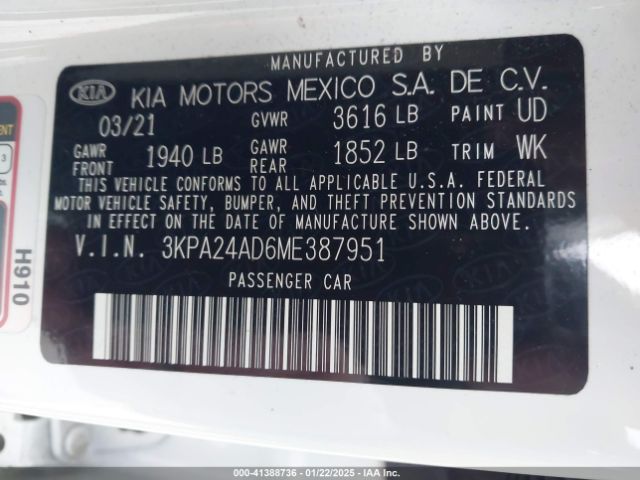 MANUFACTURED BY
KIA KIA MOTORS MEXICO S.A. DE C.V.
03/21 GVWR 3616 LB PAINT UD
GAWR FRONT 1940 LB GAWR REAR 1852 LB TRIM WK
THIS VEHICLE CONFORMS TO ALL APPLICABLE U.S.A. FEDERAL
MOTOR VEHICLE SAFETY, BUMPER, AND THEFT PREVENTION STANDARDS
IN EFFECT ON THE DATE OF MANUFACTURE SHOWN ABOVE.
V.I.N. 3KPA24AD6ME387951
PASSENGER CAR
H910
3
000-41388736 - 01/22/2025 - IAAI.COM